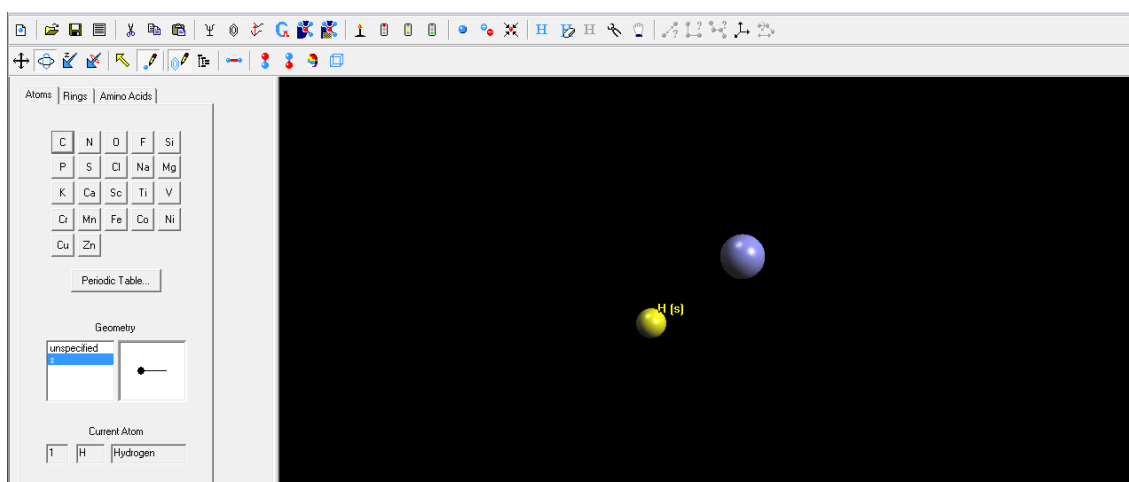 H H
Atoms Rings Amino Acids
C N O F Si
P S Cl Na Mg
K Ca Sc Ti V
Cr Mn Fe Co Ni
Cu Zn
Periodic Table...
Geometry
unspecified
s
Current Atom
1 H Hydrogen
H (s)